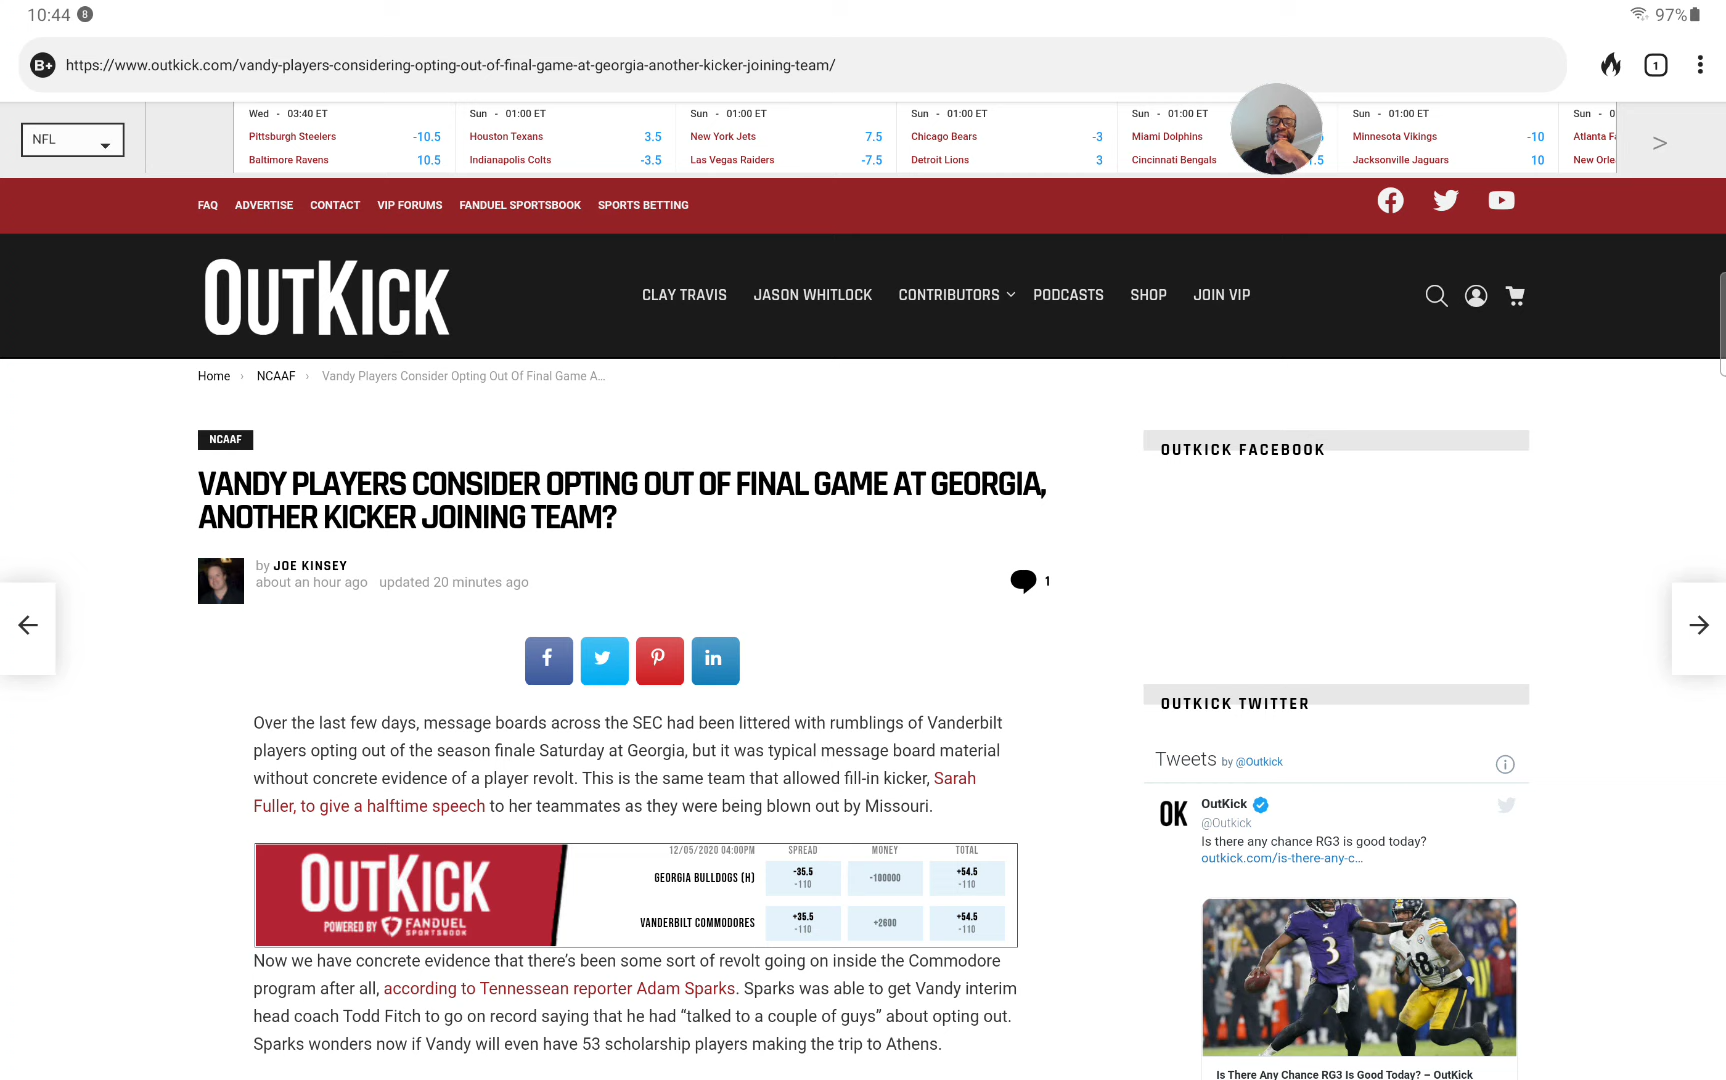 10:44 8
97%
B+ https://www.outkick.com/vandy-players-considering-opting-out-of-final-game-at-georgia-another-kicker-joining-team/
1
NFL
Wed - 03:40 ET
Pittsburgh Steelers -10.5
Baltimore Ravens 10.5
Sun - 01:00 ET
Houston Texans 3.5
Indianapolis Colts -3.5
Sun - 01:00 ET
New York Jets 7.5
Las Vegas Raiders -7.5
Sun - 01:00 ET
Chicago Bears -3
Detroit Lions 3
Sun - 01:00 ET
Miami Dolphins
Cincinnati Bengals
Sun - 01:00 ET
Minnesota Vikings -10
Jacksonville Jaguars 10
Sun - 0
Atlanta
New Orle
>
FAQ ADVERTISE CONTACT VIP FORUMS FANDUEL SPORTSBOOK SPORTS BETTING
OUTKICK
CLAY TRAVIS JASON WHITLOCK CONTRIBUTORS PODCASTS SHOP JOIN VIP
Home › NCAAF › Vandy Players Consider Opting Out Of Final Game A...
NCAAF
VANDY PLAYERS CONSIDER OPTING OUT OF FINAL GAME AT GEORGIA,
ANOTHER KICKER JOINING TEAM?
by JOE KINSEY
about an hour ago updated 20 minutes ago
1
Over the last few days, message boards across the SEC had been littered with rumblings of Vanderbilt
players opting out of the season finale Saturday at Georgia, but it was typical message board material
without concrete evidence of a player revolt. This is the same team that allowed fill-in kicker, Sarah
Fuller, to give a halftime speech to her teammates as they were being blown out by Missouri.
OUTKICK
POWERED BY FANDUEL
SPORTSBOOK
12/05/2020 04:00PM SPREAD MONEY TOTAL
GEORGIA BULLDOGS (H) -35.5 -110 -100000 +54.5 -110
VANDERBILT COMMODORES +35.5 -110 +2600 +54.5 -110
Now we have concrete evidence that there's been some sort of revolt going on inside the Commodore
program after all, according to Tennessean reporter Adam Sparks. Sparks was able to get Vandy interim
head coach Todd Fitch to go on record saying that he had “talked to a couple of guys” about opting out.
Sparks wonders now if Vandy will even have 53 scholarship players making the trip to Athens.
OUTKICK FACEBOOK
OUTKICK TWITTER
Tweets by @Outkick
OK
OutKick
@Outkick
Is there any chance RG3 is good today?
outkick.com/is-there-any-c...
3
Is There Any Chance RG3 Is Good Today? – OutKick